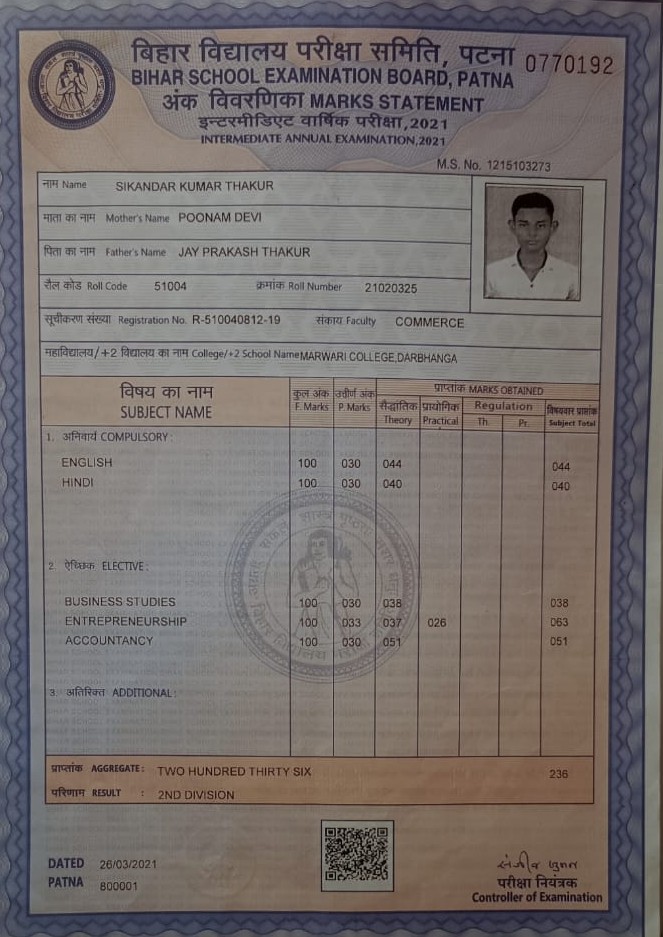 बिहार विद्यालय परीक्षा समिति, पटना
0770192
BIHAR SCHOOL EXAMINATION BOARD, PATNA
अंक विवरणिका MARKS STATEMENT
इन्टरमीडिएट वार्षिक परीक्षा,2021
INTERMEDIATE ANNUAL EXAMINATION,2021
M.S. No. 1215103273
नाम Name SIKANDAR KUMAR THAKUR
माता का नाम Mother's Name POONAM DEVI
पिता का नाम Father's Name JAY PRAKASH THAKUR
रौल कोड Roll Code 51004 क्रमांक Roll Number 21020325
सूचीकरण संख्या Registration No. R-510040812-19 संकाय Faculty COMMERCE
महाविद्यालय/+2 विद्यालय का नाम College/+2 School Name MARWARI COLLEGE,DARBHANGA
विषय का नाम कुल अंक उत्तीर्ण अंक प्राप्तांक MARKS OBTAINED
SUBJECT NAME F. Marks P. Marks सैद्धांतिक Theory प्रायोगिक Practical Regulation Th. Pr. विषयवार प्राप्तांक Subject Total
1. अनिवार्य COMPULSORY :
ENGLISH 100 030 044 044
HINDI 100 030 040 040
2. ऐच्छिक ELECTIVE :
BUSINESS STUDIES 100 030 038 038
ENTREPRENEURSHIP 100 033 037 026 063
ACCOUNTANCY 100 030 051 051
3. अतिरिक्त ADDITIONAL :
प्राप्तांक AGGREGATE : TWO HUNDRED THIRTY SIX 236
परिणाम RESULT : 2ND DIVISION
DATED 26/03/2021
PATNA 800001
परीक्षा नियंत्रक
Controller of Examination